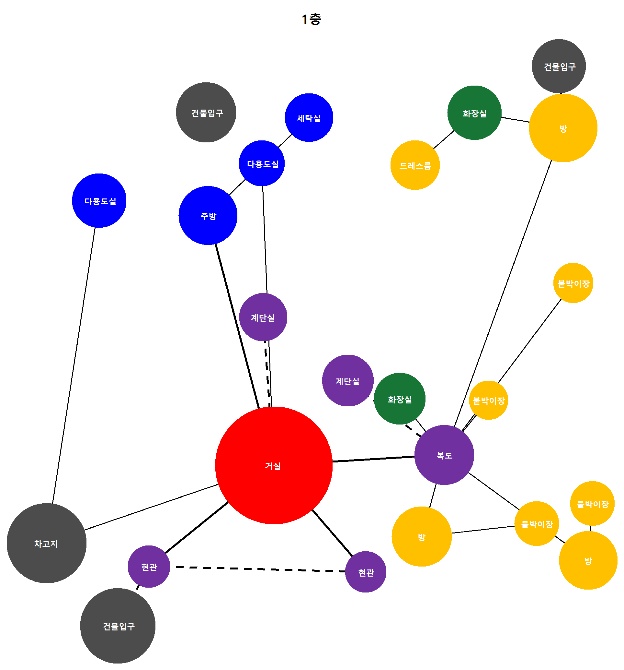 1층
건물입구
건물입구
세탁실
화장실
방
다용도실
드레스룸
다용도실
주방
붙박이장
계단실
계단실
화장실
붙박이장
복도
거실
붙박이장
붙박이장
방
차고지
방
현관
현관
건물입구